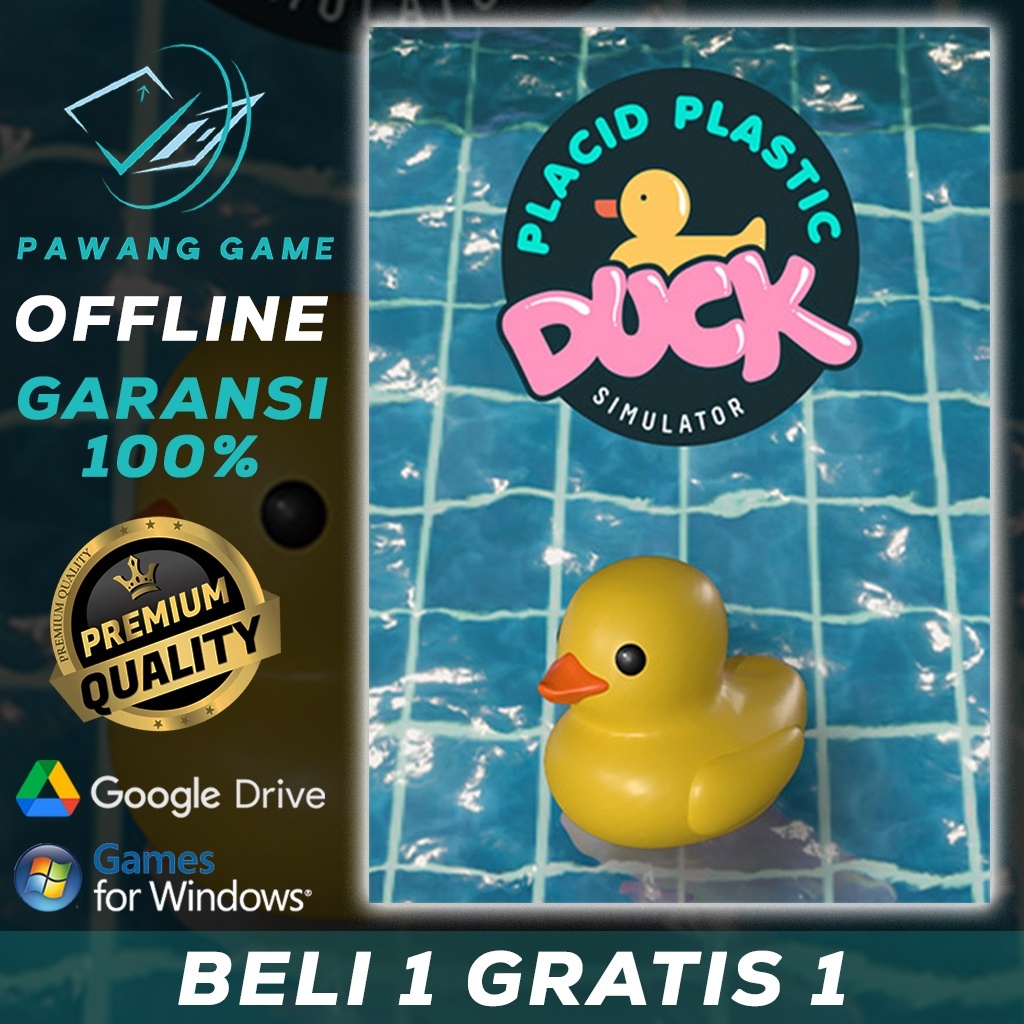 PAWANG GAME
OFFLINE
GARANSI
100%
PREMIUM QUALITY
PREMIUM
QUALITY
Google Drive
Games
for Windows®
PLACID PLASTIC
DUCK
SIMULATOR
BELI 1 GRATIS 1